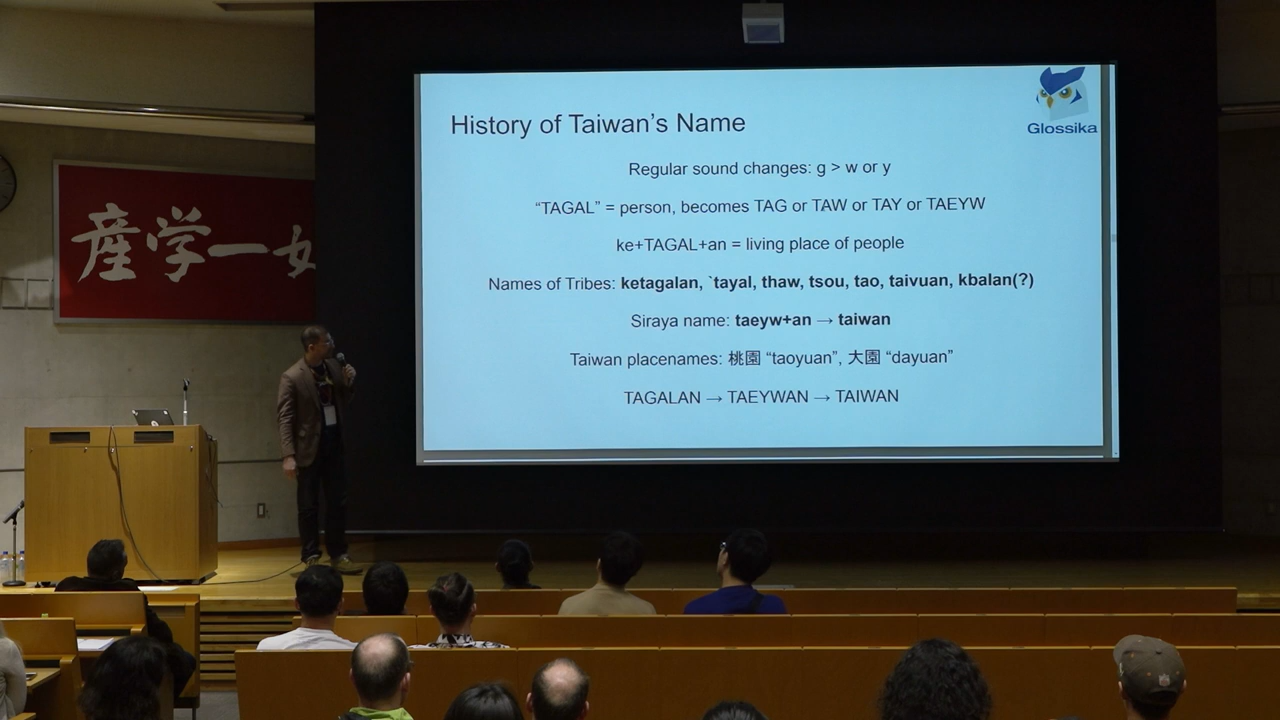 History of Taiwan's Name
Glossika
Regular sound changes: g > w or y
“TAGAL” = person, becomes TAG or TAW or TAY or TAEYW
ke+TAGAL+an = living place of people
Names of Tribes: ketagalan, `tayal, thaw, tsou, tao, taivuan, kbalan(?)
Siraya name: taeyw+an → taiwan
Taiwan placenames: 桃園 “taoyuan”, 大園 “dayuan”
TAGALAN → TAEYWAN → TAIWAN
産学一如